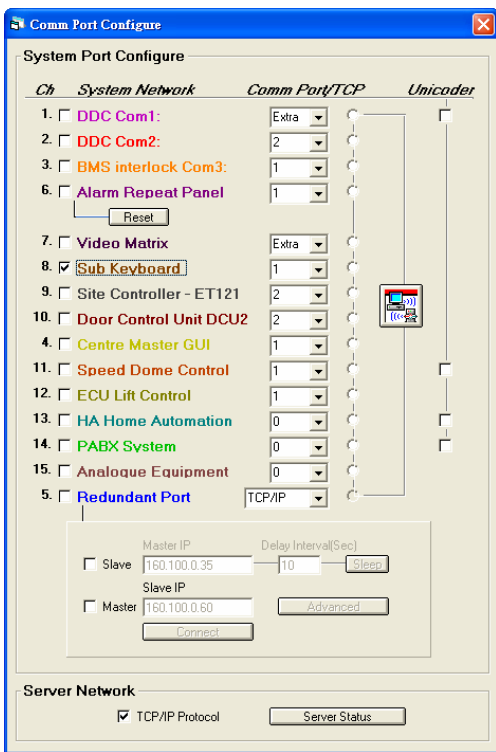 Comm Port Configure
System Port Configure
Ch System Network Comm Port/TCP Unicoder
1. DDC Com1: Extra
2. DDC Com2: 2
3. BMS interlock Com3: 1
6. Alarm Repeat Panel 1
Reset
7. Video Matrix Extra
8. Sub Keyboard 1
9. Site Controller - ET121 2
10. Door Control Unit DCU2 2
4. Centre Master GUI 1
11. Speed Dome Control 1
12. ECU Lift Control 1
13. HA Home Automation 0
14. PABX System 0
15. Analogue Equipment 0
5. Redundant Port TCP/IP
Master IP Delay Interval(Sec)
Slave 160.100.0.35 10 Sleep
Slave IP
Master 160.100.0.60 Advanced
Connect
Server Network
TCP/IP Protocol Server Status